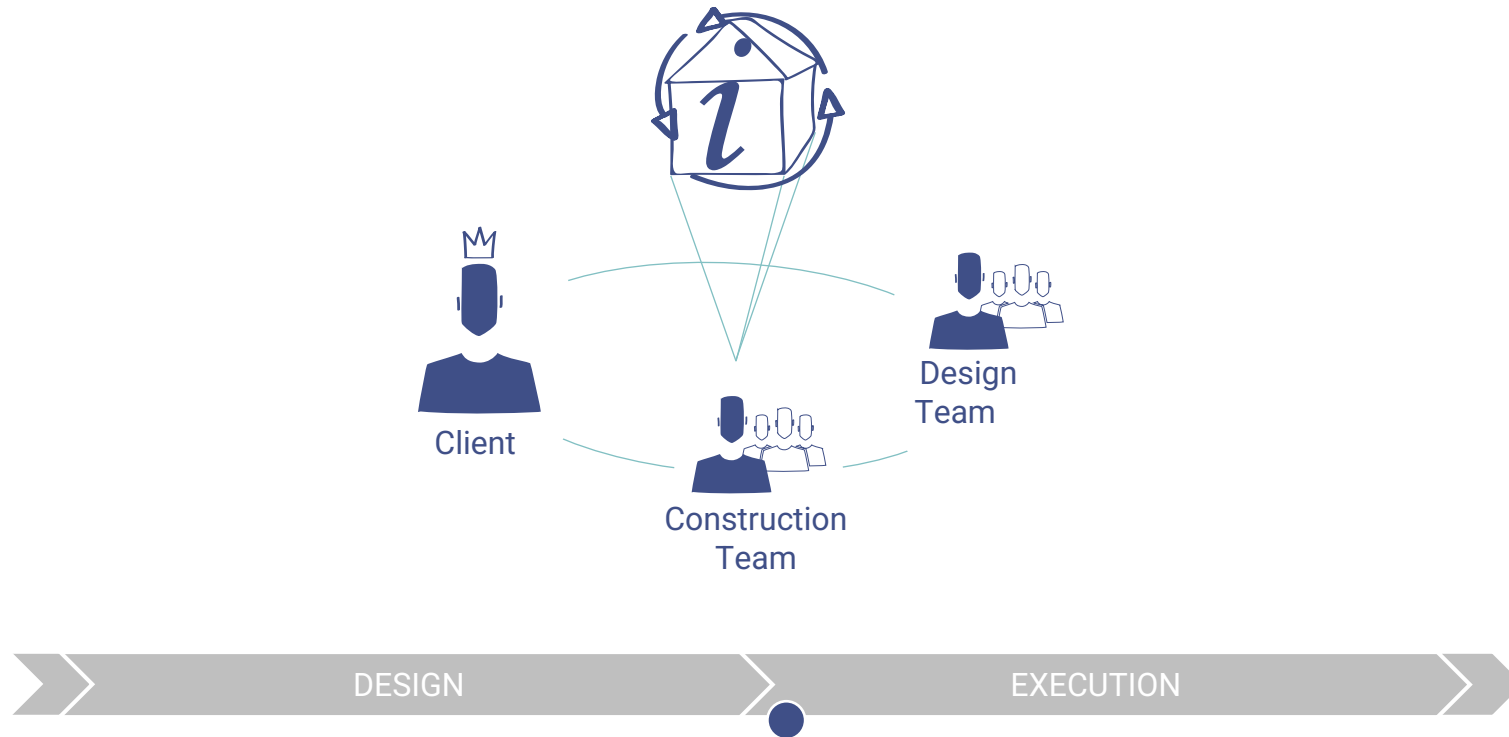 i
Client
Design
Team
Construction
Team
DESIGN
EXECUTION